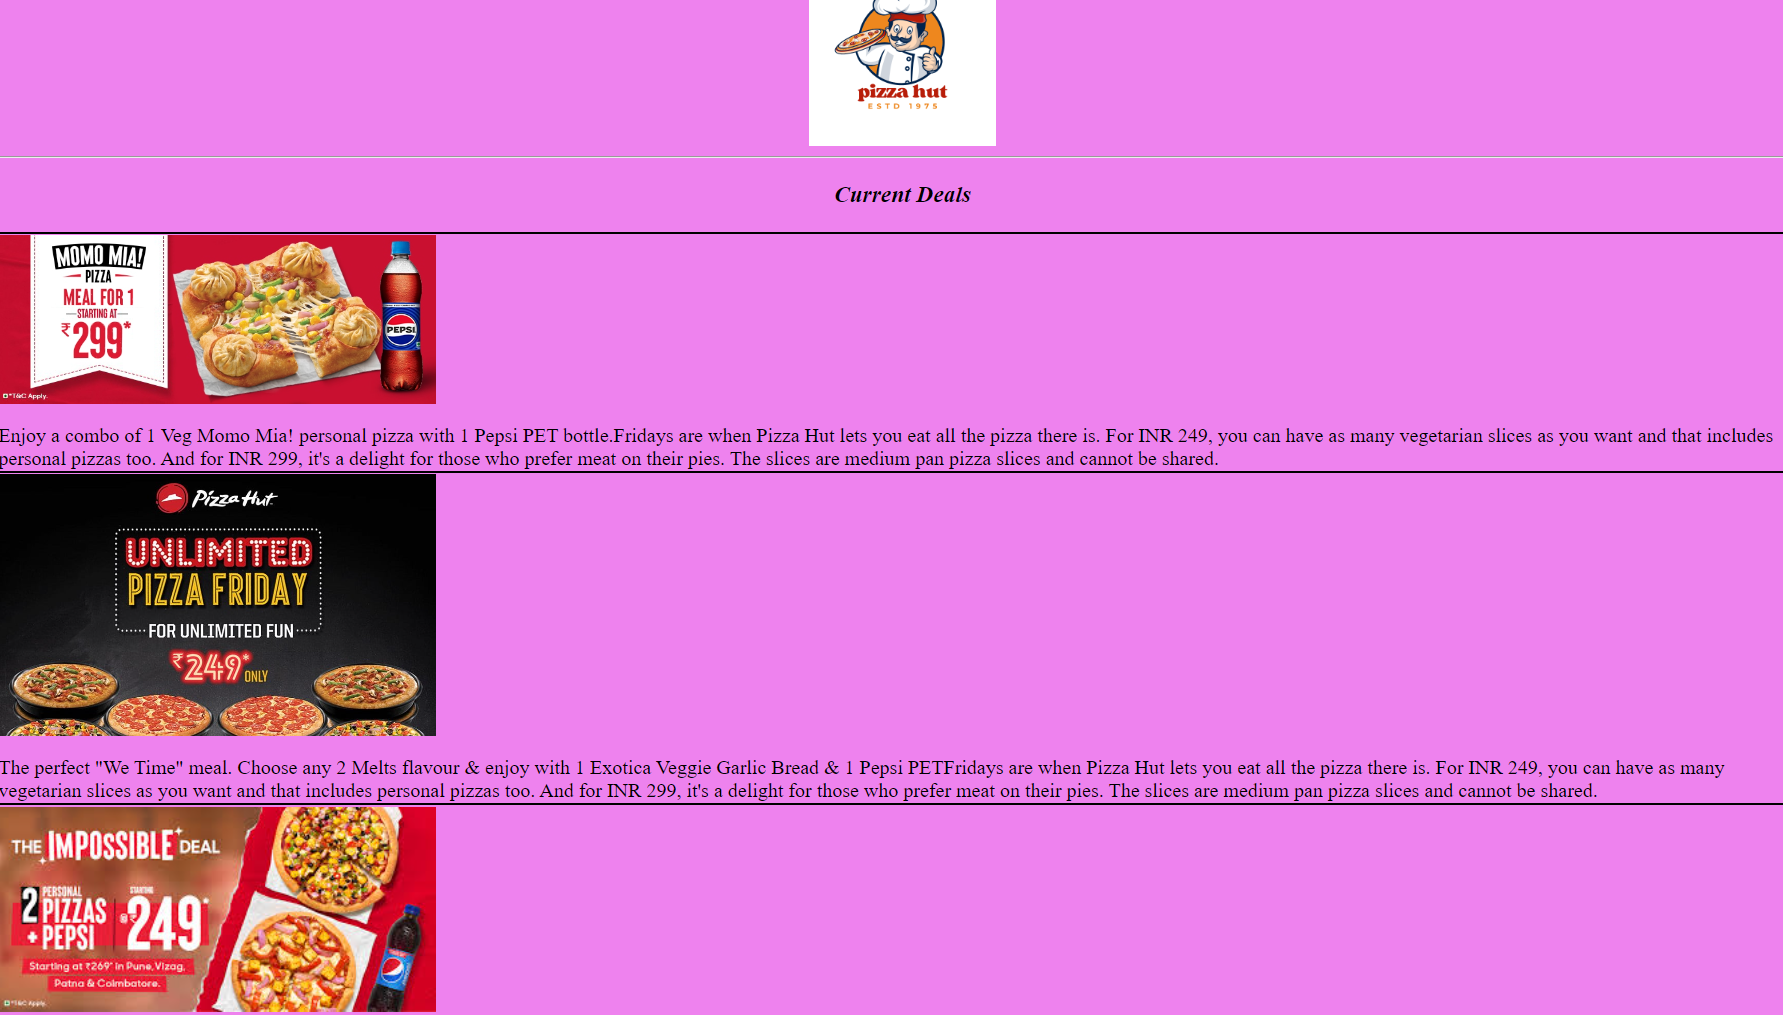 pizza hut
ESTD 1975
Current Deals
MOMO MIA!
PIZZA
MEAL FOR 1
STARTING AT
₹299*
PEPSI
*T&C Apply.
Enjoy a combo of 1 Veg Momo Mia! personal pizza with 1 Pepsi PET bottle.Fridays are when Pizza Hut lets you eat all the pizza there is. For INR 249, you can have as many vegetarian slices as you want and that includes
personal pizzas too. And for INR 299, it's a delight for those who prefer meat on their pies. The slices are medium pan pizza slices and cannot be shared.
Pizza Hut
UNLIMITED
PIZZA FRIDAY
FOR UNLIMITED FUN
₹249*ONLY
The perfect "We Time" meal. Choose any 2 Melts flavour & enjoy with 1 Exotica Veggie Garlic Bread & 1 Pepsi PETFridays are when Pizza Hut lets you eat all the pizza there is. For INR 249, you can have as many
vegetarian slices as you want and that includes personal pizzas too. And for INR 299, it's a delight for those who prefer meat on their pies. The slices are medium pan pizza slices and cannot be shared.
THE IMPOSSIBLE DEAL
2 PERSONAL PIZZAS + PEPSI
STARTING @ ₹249*
Starting at ₹269* in Pune, Vizag,
Patna & Coimbatore.
*T&C Apply.